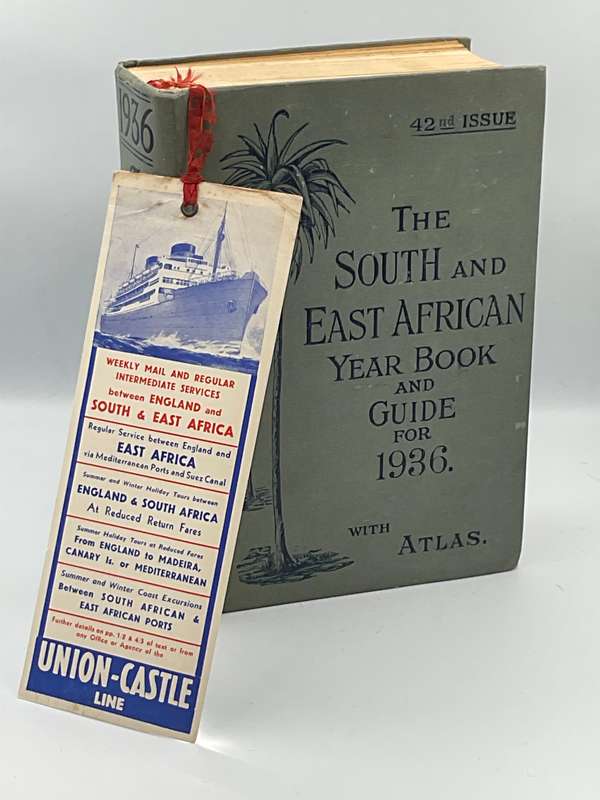 1936
42nd ISSUE
THE
SOUTH AND
EAST AFRICAN
YEAR BOOK
AND
GUIDE
FOR
1936.
WITH ATLAS.
WEEKLY MAIL AND REGULAR
INTERMEDIATE SERVICES
between ENGLAND and
SOUTH & EAST AFRICA
Regular Service between England and
EAST AFRICA
via Mediterranean Ports and Suez Canal
Summer and Winter Holiday Tours between
ENGLAND & SOUTH AFRICA
At Reduced Return Fares
Summer Holiday Tours at Reduced Fares
From ENGLAND to MADEIRA,
CANARY Is. or MEDITERRANEAN
Summer and Winter Coast Excursions
Between SOUTH AFRICAN &
EAST AFRICAN PORTS
Further details on pp. 1-2 & 4-5 of text or from
any Office or Agency of the
UNION-CASTLE
LINE